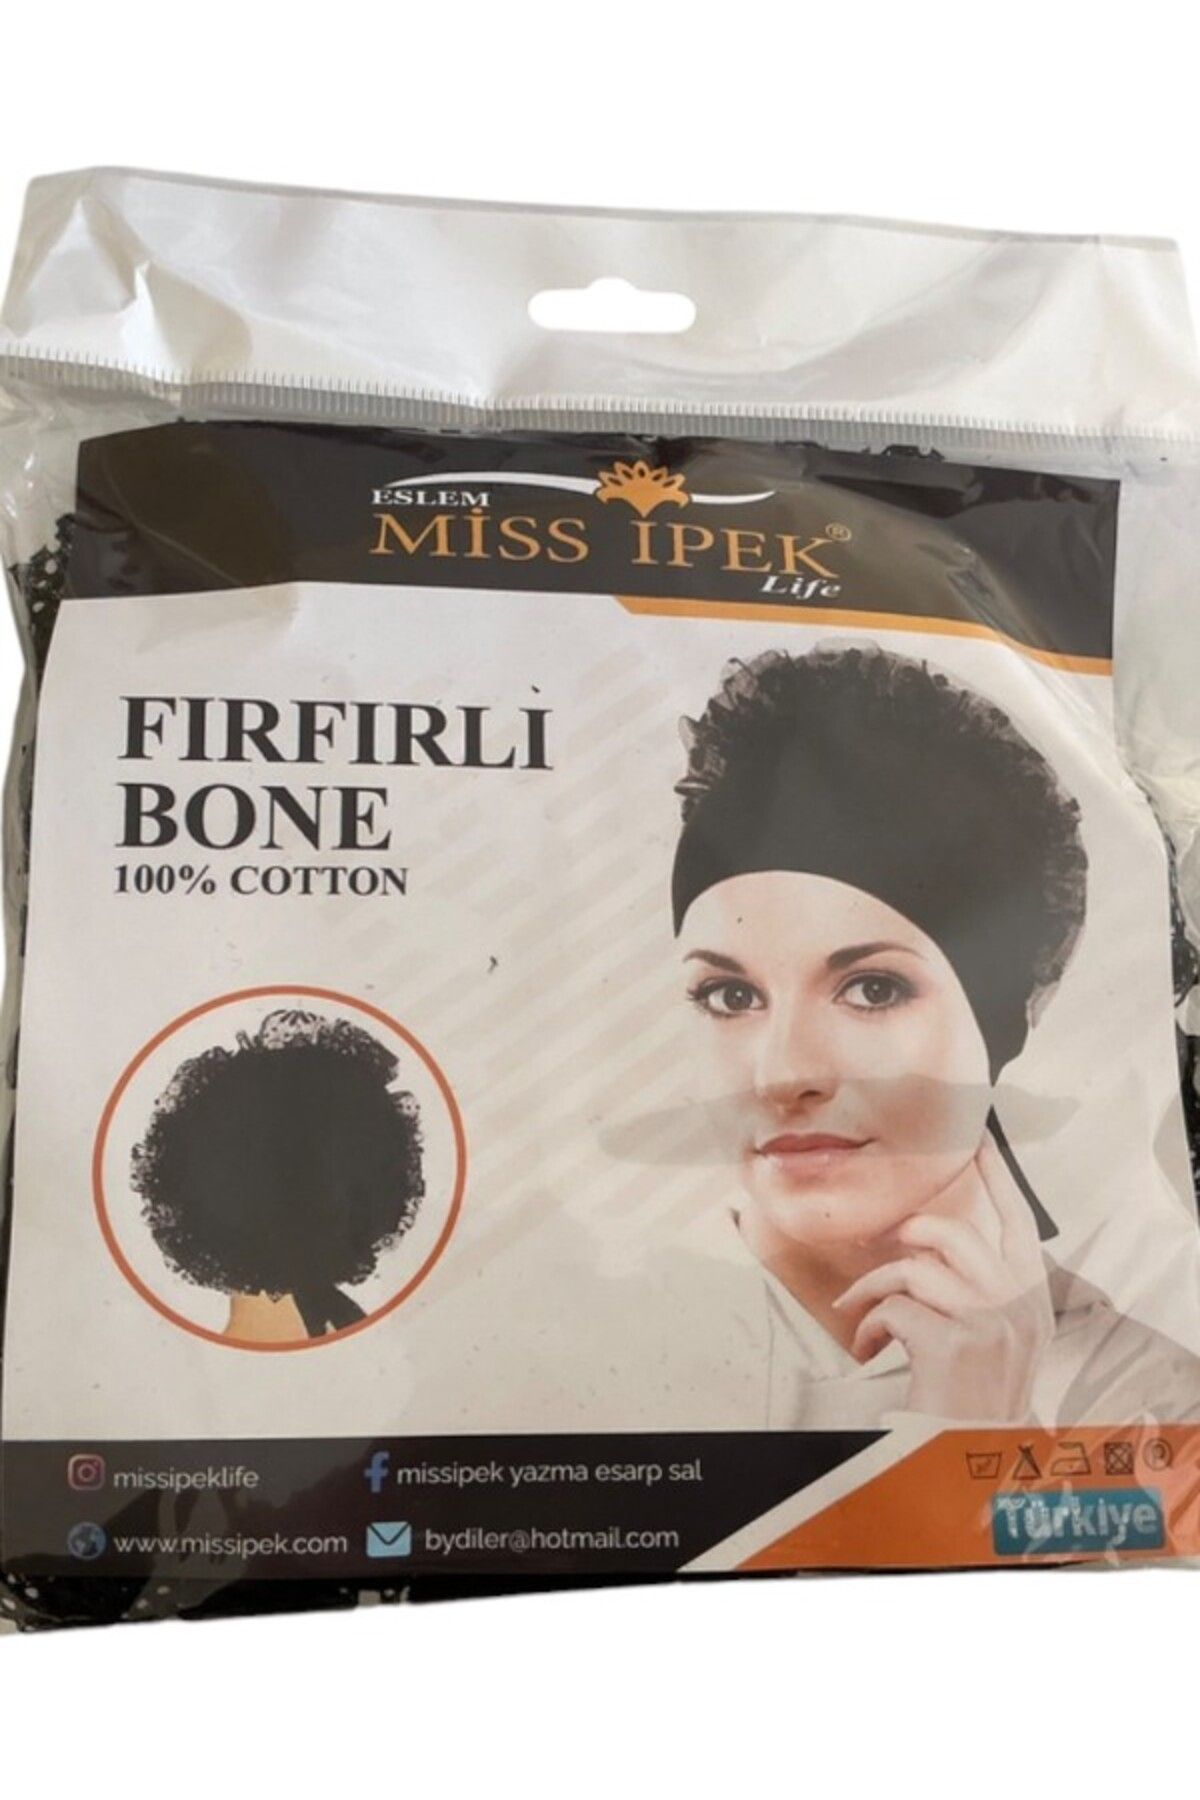 ESLEM
MİSS IPEK®
Life
FIRFIRLI
BONE
100% COTTON
missipeklife
missipek yazma esarp sal
www.missipek.com
bydiler@hotmail.com
Türkiye